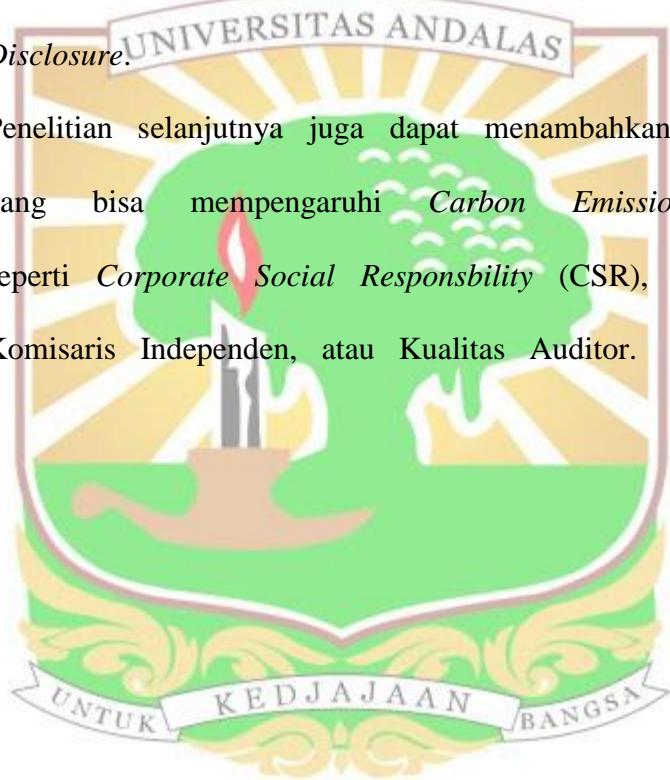 UNIVERSITAS ANDALAS
Disclosure.
Penelitian selanjutnya juga dapat menambahkan
yang bisa mempengaruhi Carbon Emissio
seperti Corporate Social Responsbility (CSR),
Komisaris Independen, atau Kualitas Auditor.
UNTUK KEDJAJAAN BANGSA